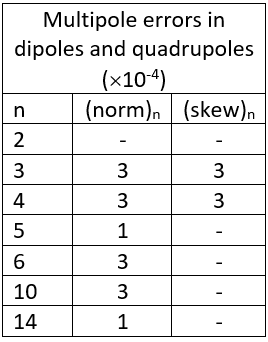 Multipole errors in
dipoles and quadrupoles
(×10⁻⁴)
n (norm)ₙ (skew)ₙ
2 - -
3 3 3
4 3 3
5 1 -
6 3 -
10 3 -
14 1 -